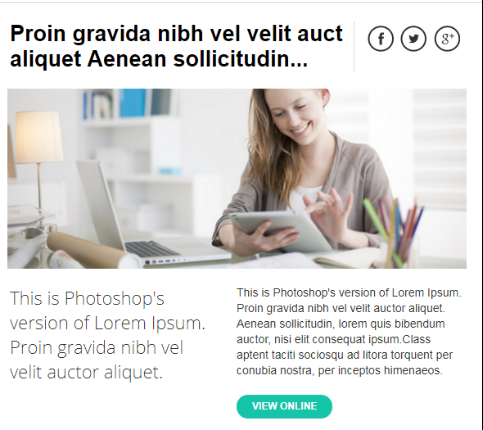 Proin gravida nibh vel velit auct
aliquet Aenean sollicitudin...
f
g+
This is Photoshop's
version of Lorem Ipsum.
Proin gravida nibh vel
velit auctor aliquet.
This is Photoshop's version of Lorem Ipsum.
Proin gravida nibh vel velit auctor aliquet.
Aenean sollicitudin, lorem quis bibendum
auctor, nisi elit consequat ipsum.Class
aptent taciti sociosqu ad litora torquent per
conubia nostra, per inceptos himenaeos.
VIEW ONLINE